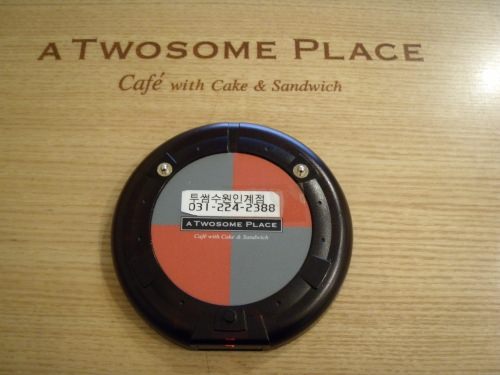 A TWOSOME PLACE
Café with Cake & Sandwich
투썸수원인계점
031-224-2388
A TWOSOME PLACE
Café with Cake & Sandwich